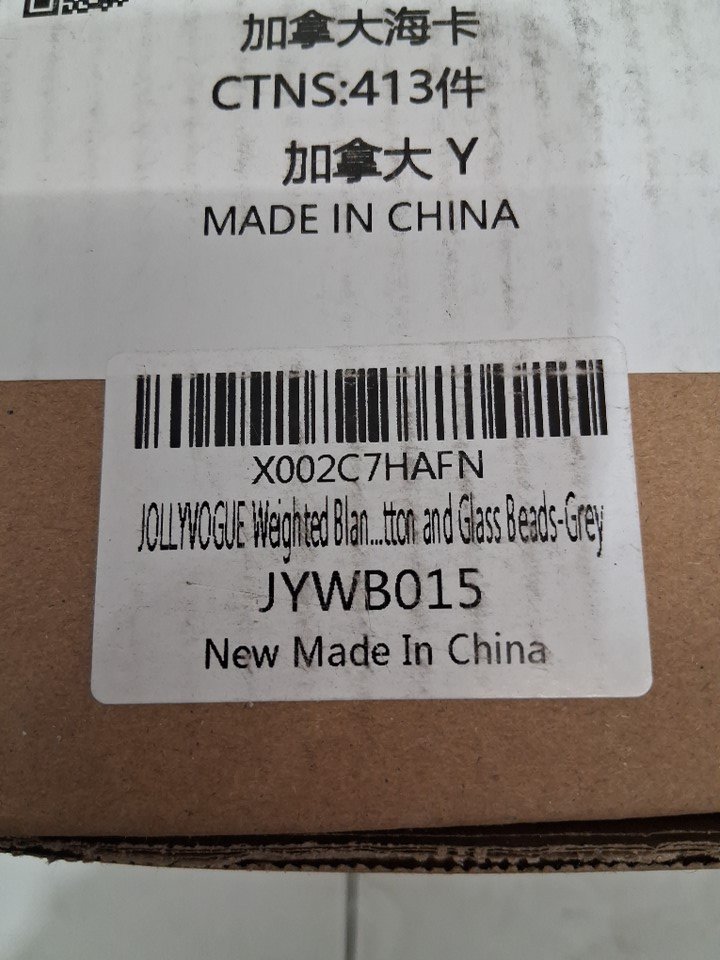 加拿大海卡
CTNS:413件
加拿大 Y
MADE IN CHINA
X002C7HAFN
JOLLYVOGUE Weighted Blan...tton and Glass Beads-Grey
JYWB015
New Made In China